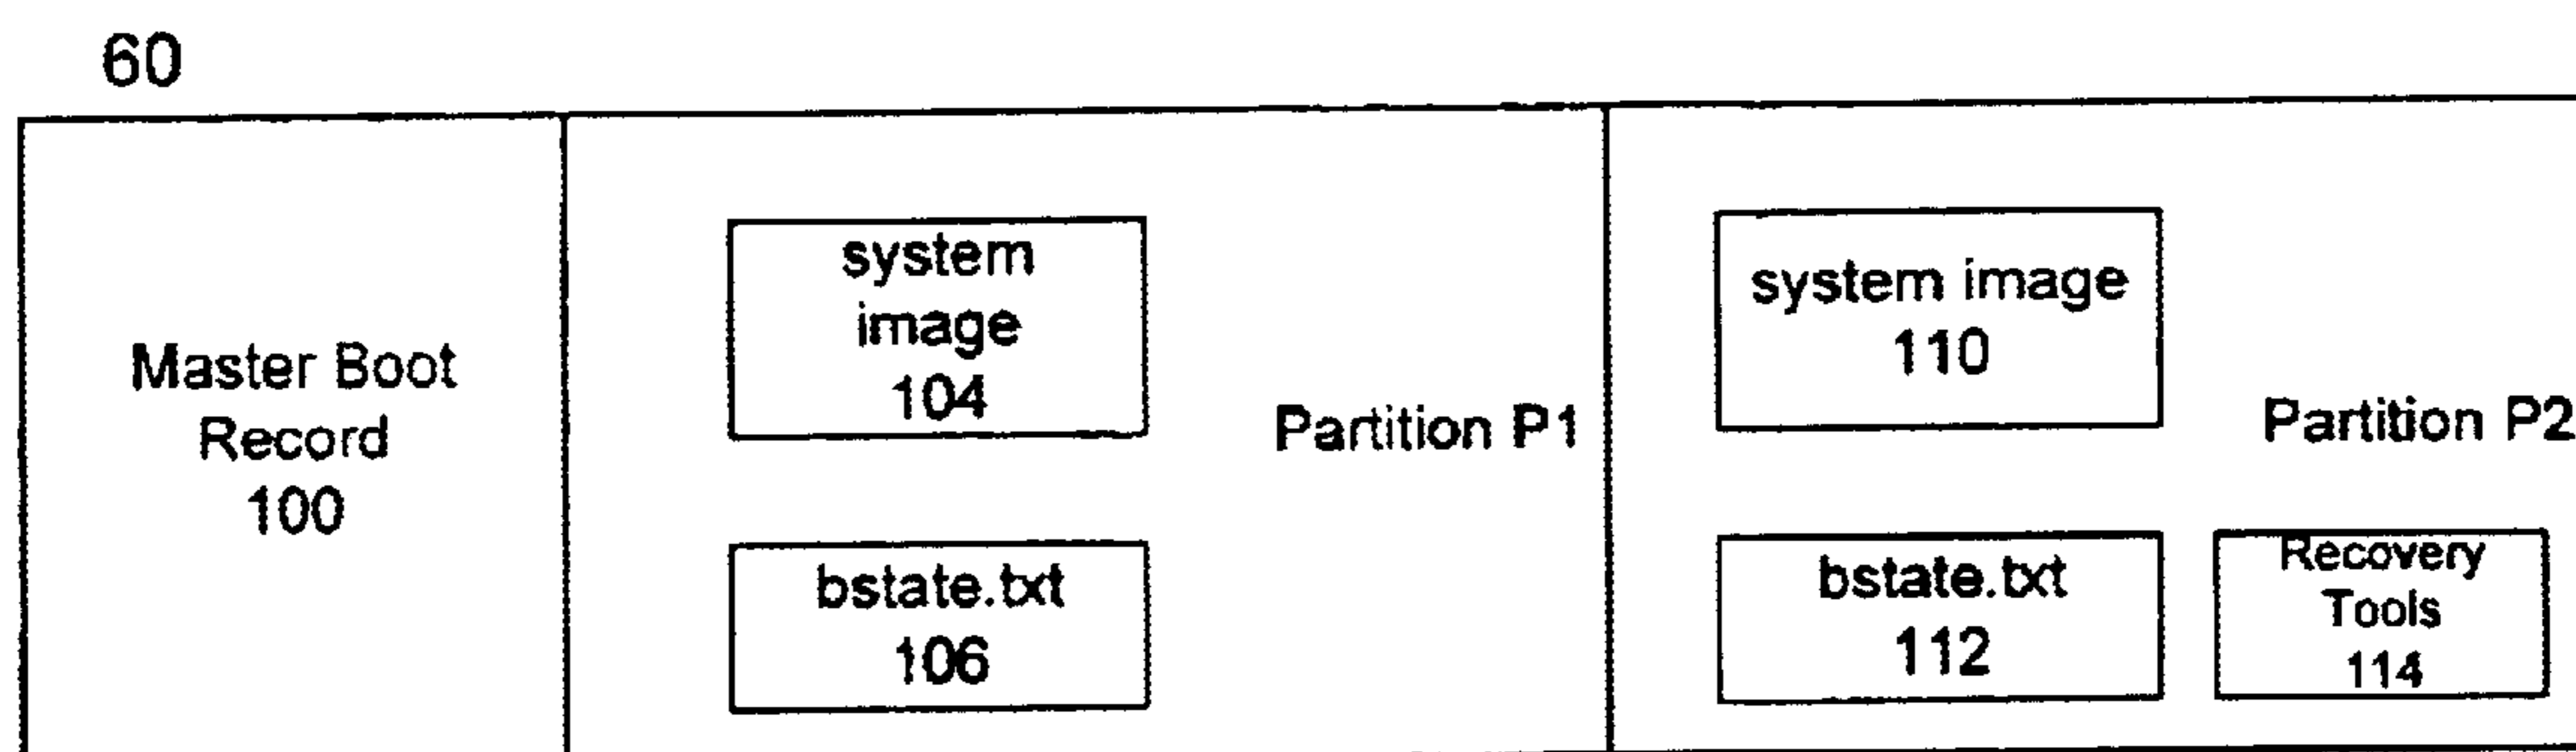 60
Master Boot
Record
100
system
image
104
bstate.txt
106
Partition P1
system image
110
bstate.txt
112
Recovery
Tools
114
Partition P2